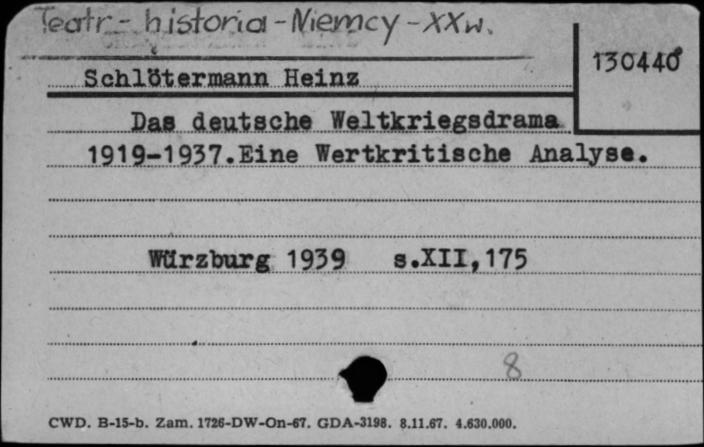 Teatr - historia - Niemcy - XX w.
130440
Schlötermann Heinz
Das deutsche Weltkriegsdrama
1919-1937.Eine Wertkritische Analyse.
Würzburg 1939 s.XII,175
8
CWD. B-15-b. Zam. 1726-DW-On-67. GDA-3198. 8.11.67. 4.630.000.